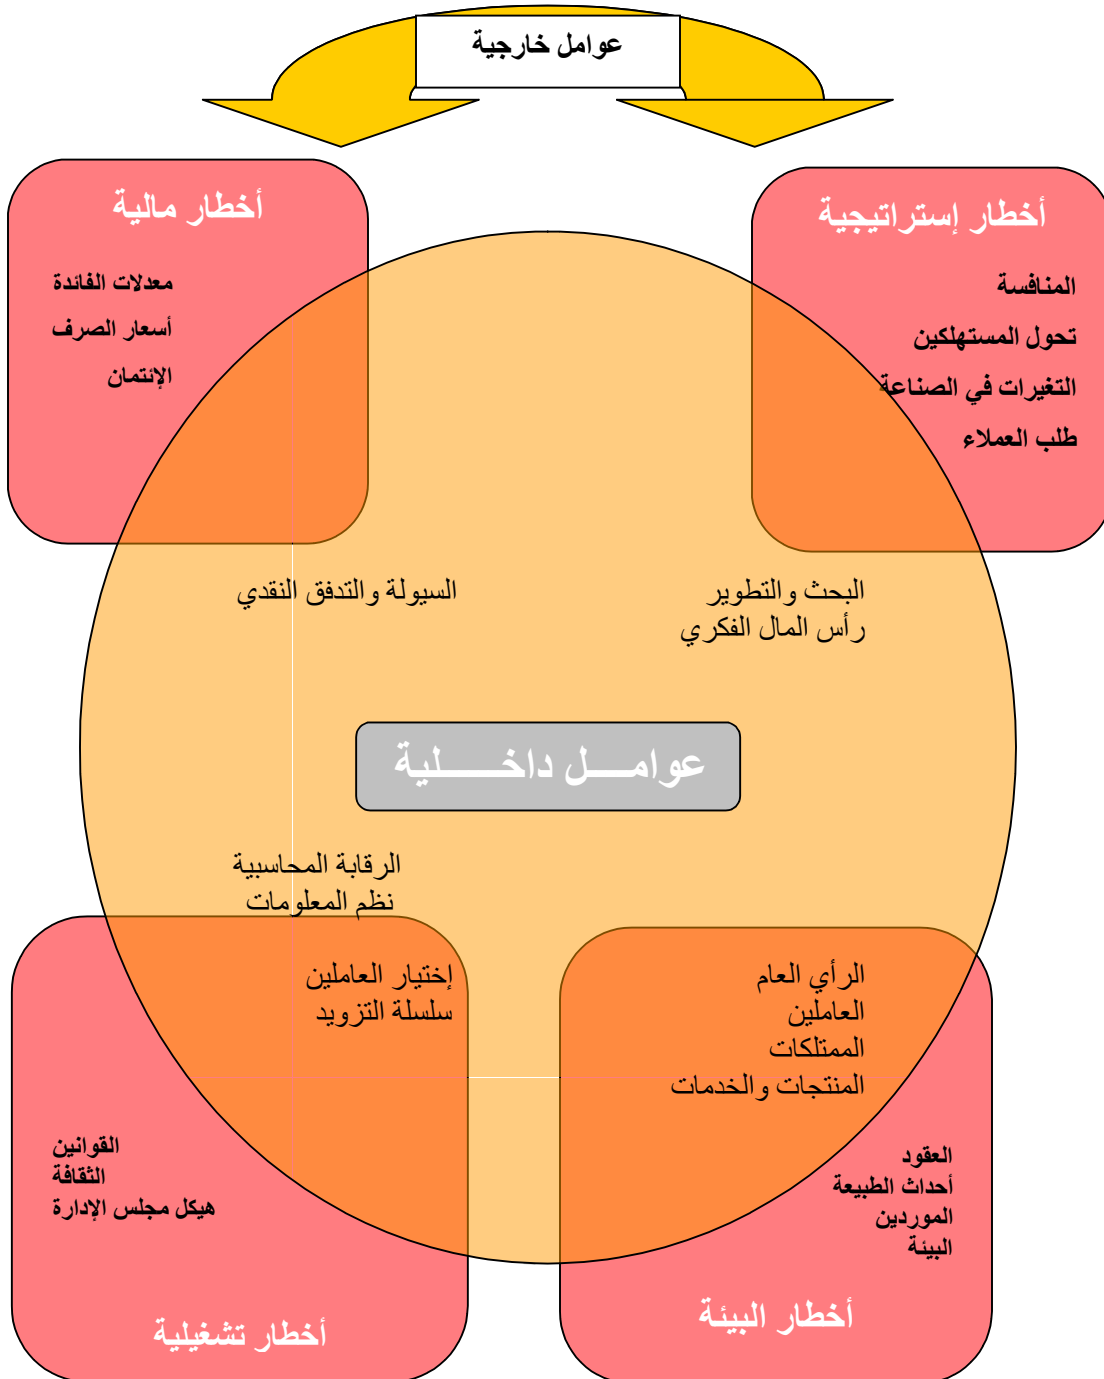 عوامل خارجية
أخطار إستراتيجية
المنافسة
تحول المستهلكين
التغيرات في الصناعة
طلب العملاء
أخطار مالية
معدلات الفائدة
أسعار الصرف
الإئتمان
البحث والتطوير
رأس المال الفكري
السيولة والتدفق النقدي
عوامــل داخــــلية
الرقابة المحاسبية
نظم المعلومات
الرأي العام
العاملين
الممتلكات
المنتجات والخدمات
العقود
أحداث الطبيعة
الموردين
البيئة
أخطار البيئة
إختيار العاملين
سلسلة التزويد
القوانين
الثقافة
هيكل مجلس الإدارة
أخطار تشغيلية